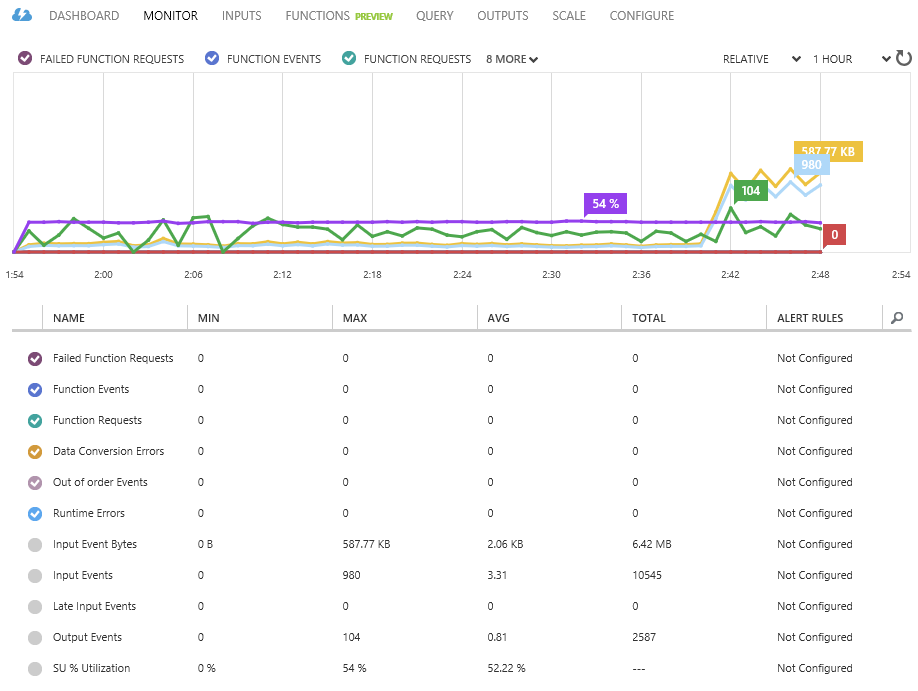 DASHBOARD MONITOR INPUTS FUNCTIONS PREVIEW QUERY OUTPUTS SCALE CONFIGURE
FAILED FUNCTION REQUESTS FUNCTION EVENTS FUNCTION REQUESTS 8 MORE RELATIVE 1 HOUR
587.77 KB
980
104
54 %
0
1:54 2:00 2:06 2:12 2:18 2:24 2:30 2:36 2:42 2:48 2:54
NAME MIN MAX AVG TOTAL ALERT RULES
Failed Function Requests 0 0 0 0 Not Configured
Function Events 0 0 0 0 Not Configured
Function Requests 0 0 0 0 Not Configured
Data Conversion Errors 0 0 0 0 Not Configured
Out of order Events 0 0 0 0 Not Configured
Runtime Errors 0 0 0 0 Not Configured
Input Event Bytes 0 B 587.77 KB 2.06 KB 6.42 MB Not Configured
Input Events 0 980 3.31 10545 Not Configured
Late Input Events 0 0 0 0 Not Configured
Output Events 0 104 0.81 2587 Not Configured
SU % Utilization 0 % 54 % 52.22 % --- Not Configured